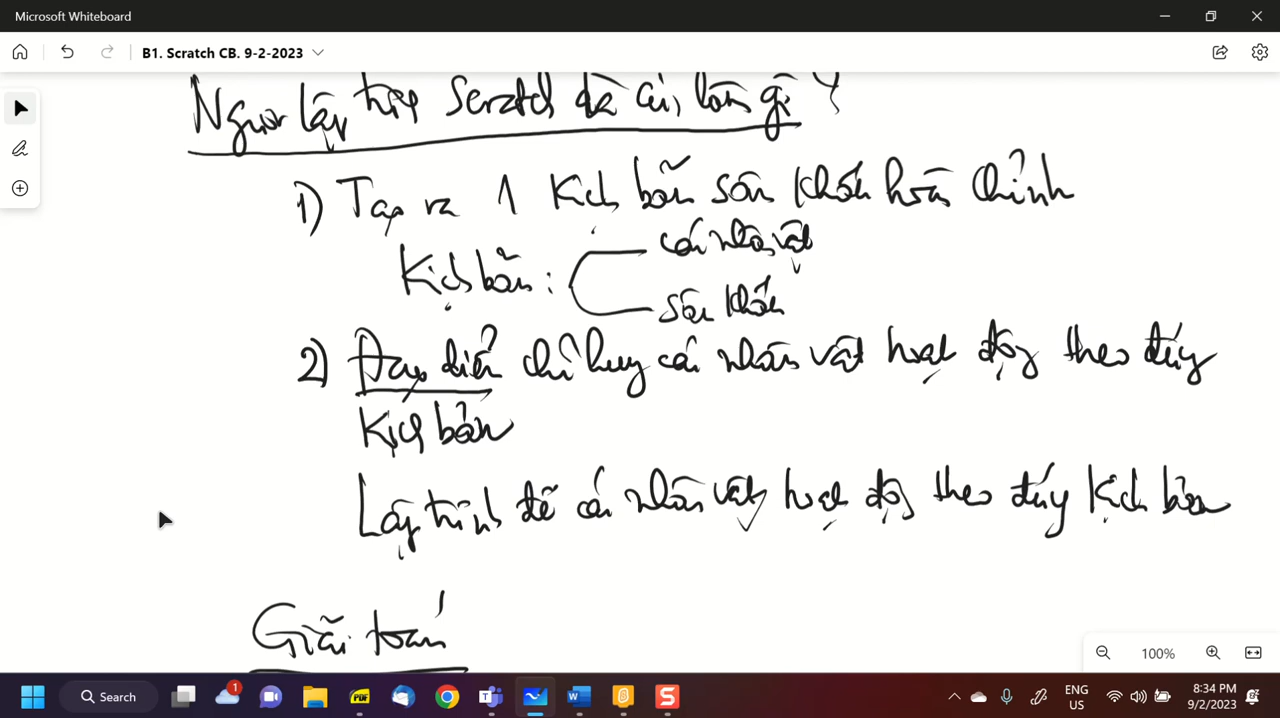 Microsoft Whiteboard
B1. Scratch CB. 9-2-2023
Người lập trình Scratch đã cần làm gì?
1) Tạo ra 1 kịch bản sân khấu hoàn chỉnh
Kịch bản:
các nhân vật
sân khấu
2) Đạo diễn chỉ huy các nhân vật hoạt động theo đúng
kịch bản
Lập trình để các nhân vật hoạt động theo đúng kịch bản
Giải toán
100%
Search
1
ENG
US
8:34 PM
9/2/2023